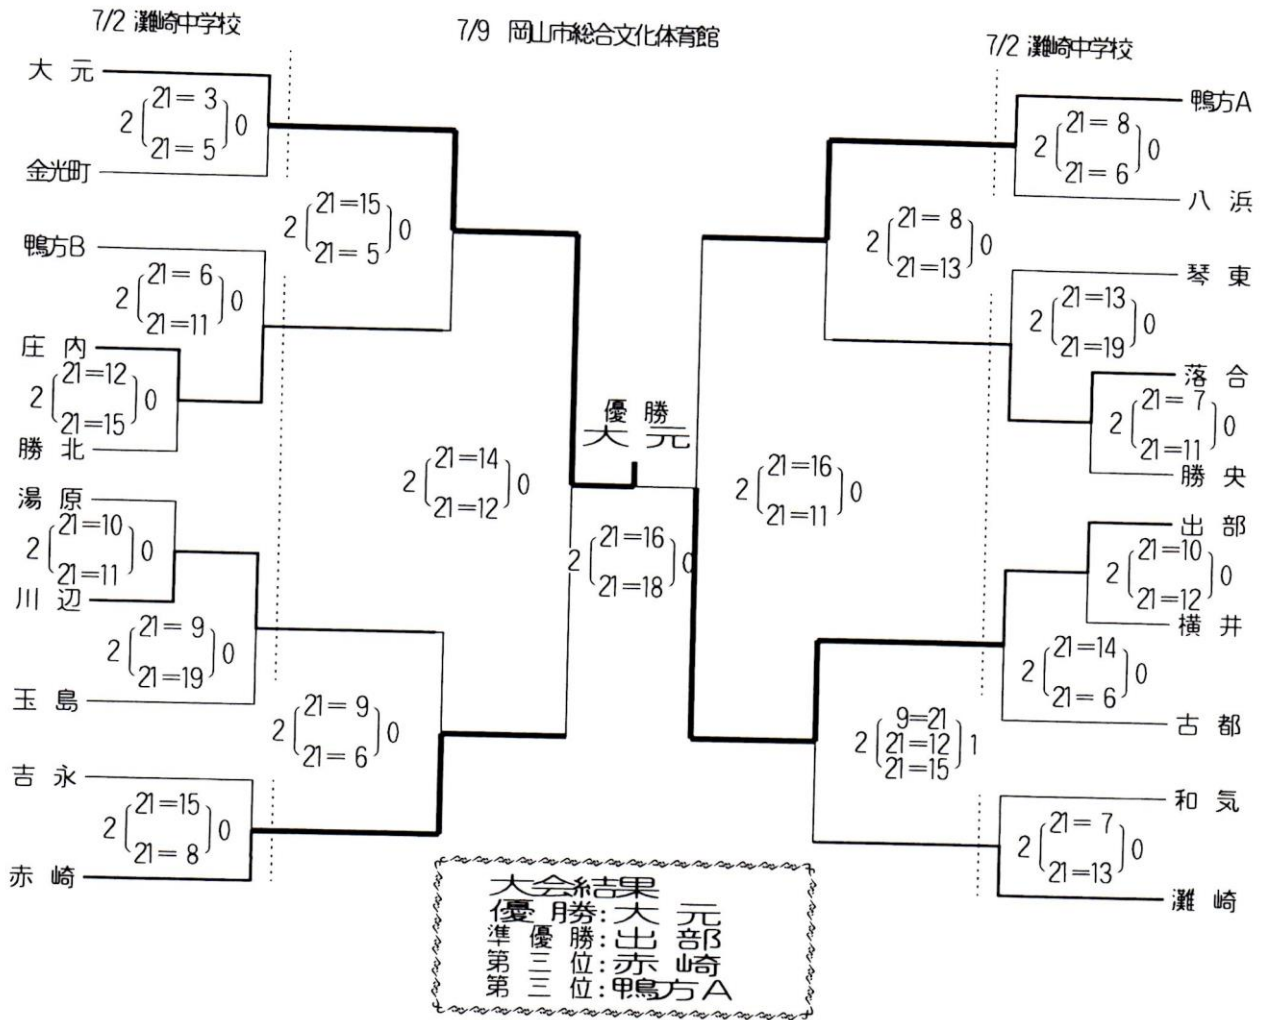 7/2 灘崎中学校
7/9 岡山市総合文化体育館
7/2 灘崎中学校
大元
2 21=3 0
21=5
金光町
2 21=15 0
21=5
鴨方B
2 21=6 0
21=11
庄内
2 21=12 0
21=15
勝北
2 21=14 0
21=12
湯原
2 21=10 0
21=11
川辺
2 21=9 0
21=19
玉島
2 21=9 0
21=6
吉永
2 21=15 0
21=8
赤崎
優勝
大元
2 21=16 0
21=18
鴨方A
2 21=8 0
21=6
八浜
2 21=8 0
21=13
琴東
2 21=13 0
21=19
落合
2 21=7 0
21=11
勝央
2 21=16 0
21=11
出部
2 21=10 0
21=12
横井
2 21=14 0
21=6
古都
9=21
2 21=12 1
21=15
和気
2 21=7 0
21=13
灘崎
大会結果
優勝:大元
準優勝:出部
第三位:赤崎
第三位:鴨方A